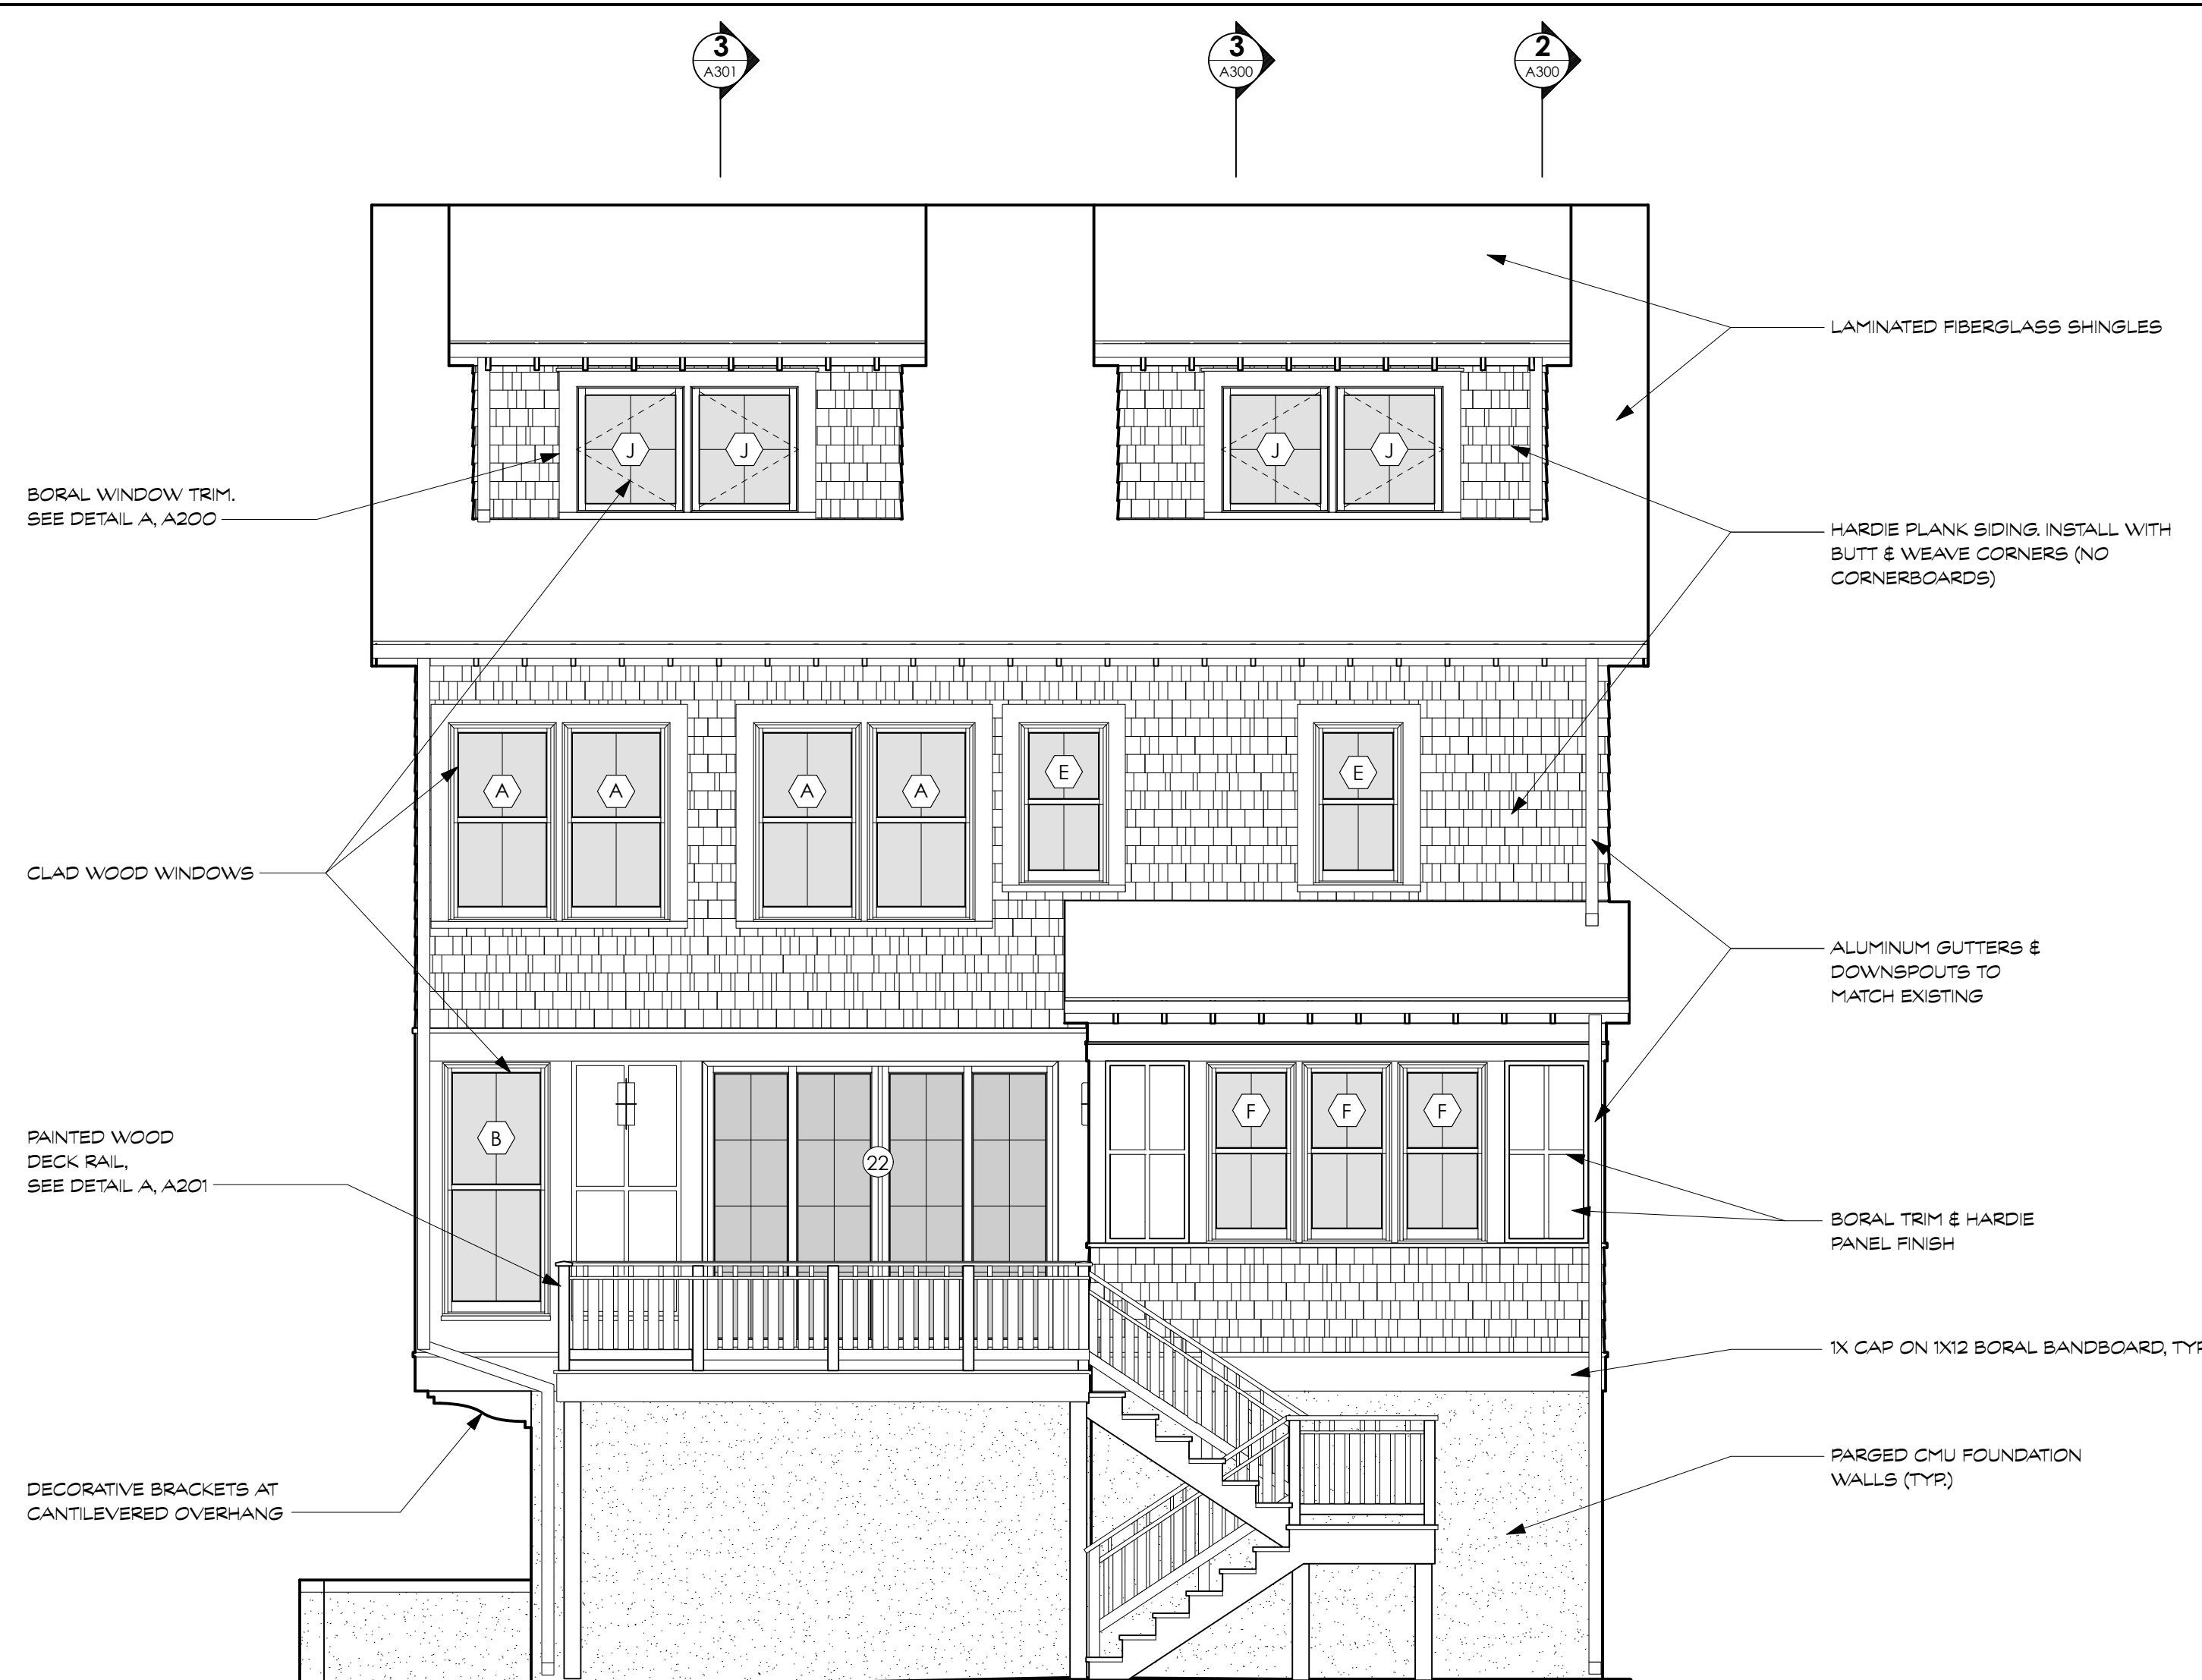 3
A301
3
A300
2
A300
LAMINATED FIBERGLASS SHINGLES
J
J
J
J
BORAL WINDOW TRIM.
SEE DETAIL A, A200
HARDIE PLANK SIDING. INSTALL WITH
BUTT & WEAVE CORNERS (NO
CORNERBOARDS)
A
A
A
A
E
E
CLAD WOOD WINDOWS
ALUMINUM GUTTERS &
DOWNSPOUTS TO
MATCH EXISTING
B
22
F
F
F
PAINTED WOOD
DECK RAIL,
SEE DETAIL A, A201
BORAL TRIM & HARDIE
PANEL FINISH
1X CAP ON 1X12 BORAL BANDBOARD, TYP
PARGED CMU FOUNDATION
WALLS (TYP.)
DECORATIVE BRACKETS AT
CANTILEVERED OVERHANG